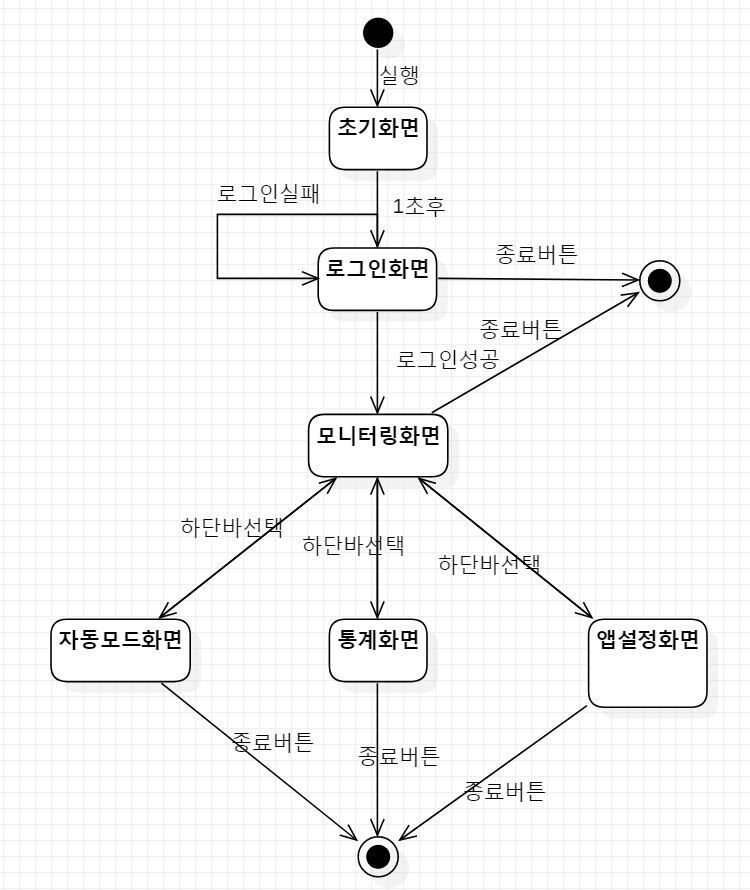 실행
초기화면
로그인실패
1초후
로그인화면
종료버튼
종료버튼
로그인성공
모니터링화면
하단바선택
하단바선택
하단바선택
자동모드화면
통계화면
앱설정화면
종료버튼
종료버튼
종료버튼